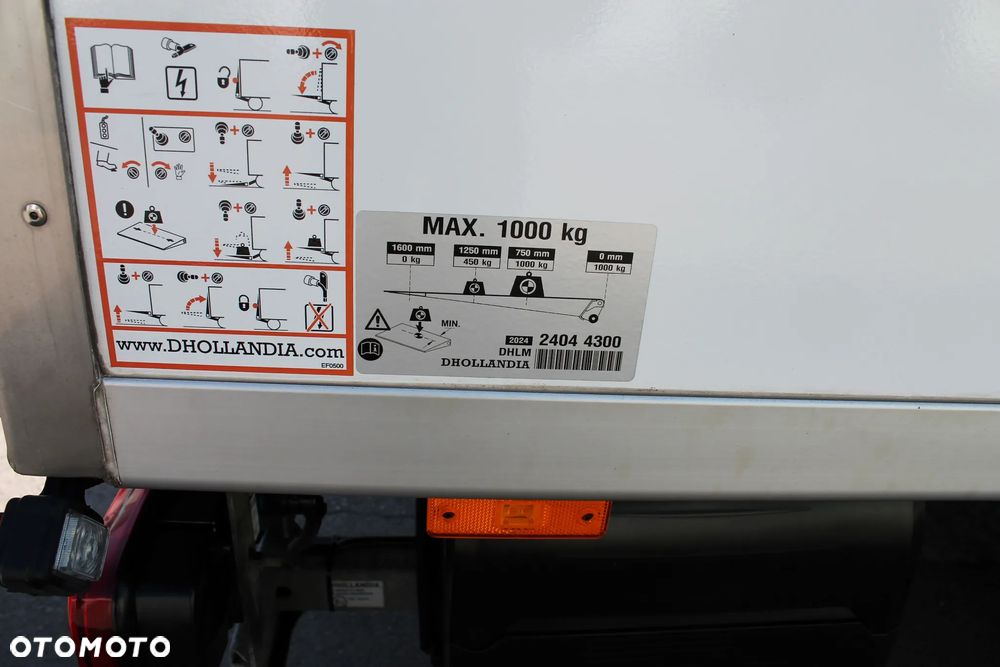 www.DHOLLANDIA.com
EF0500
MAX. 1000 kg
1600 mm 1250 mm 750 mm 0 mm
0 kg 450 kg 1000 kg 1000 kg
MIN.
2024 2404 4300
DHLM
DHOLLANDIA
DHOLLANDIA
OTOMOTO